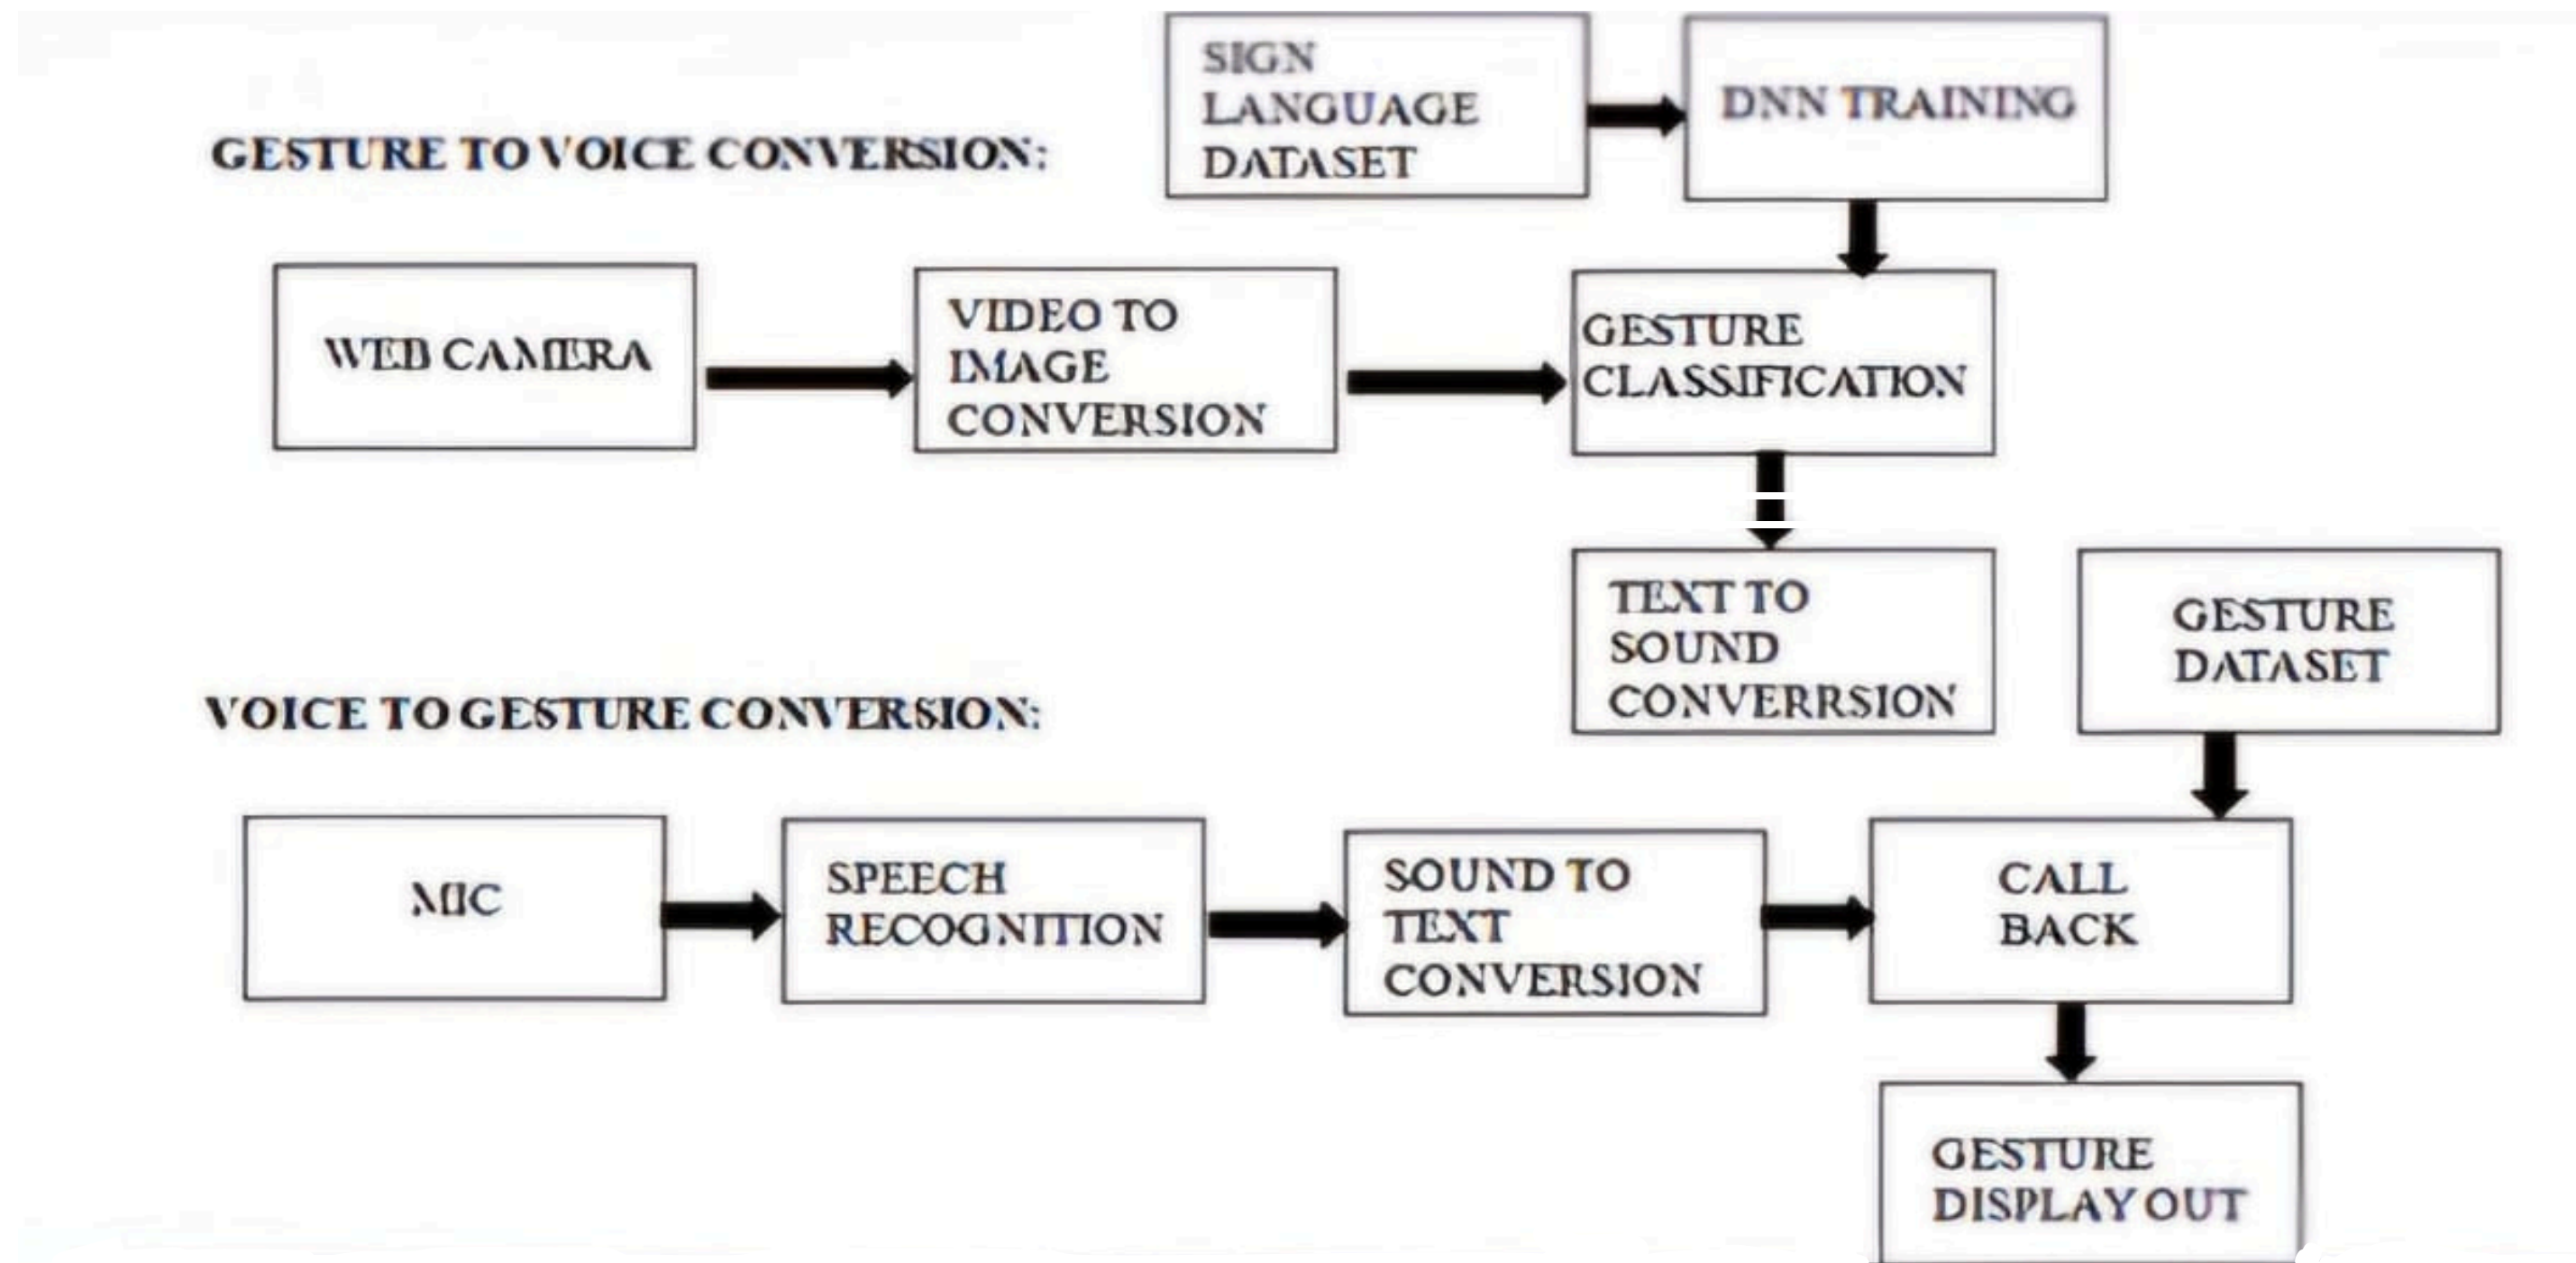 SIGN
LANGUAGE
DATASET
DNN TRAINING
GESTURE TO VOICE CONVERSION:
WEB CAMERA
VIDEO TO
IMAGE
CONVERSION
GESTURE
CLASSIFICATION
TEXT TO
SOUND
CONVERRSION
GESTURE
DATASET
VOICE TO GESTURE CONVERSION:
MIC
SPEECH
RECOGNITION
SOUND TO
TEXT
CONVERSION
CALL
BACK
GESTURE
DISPLAY OUT